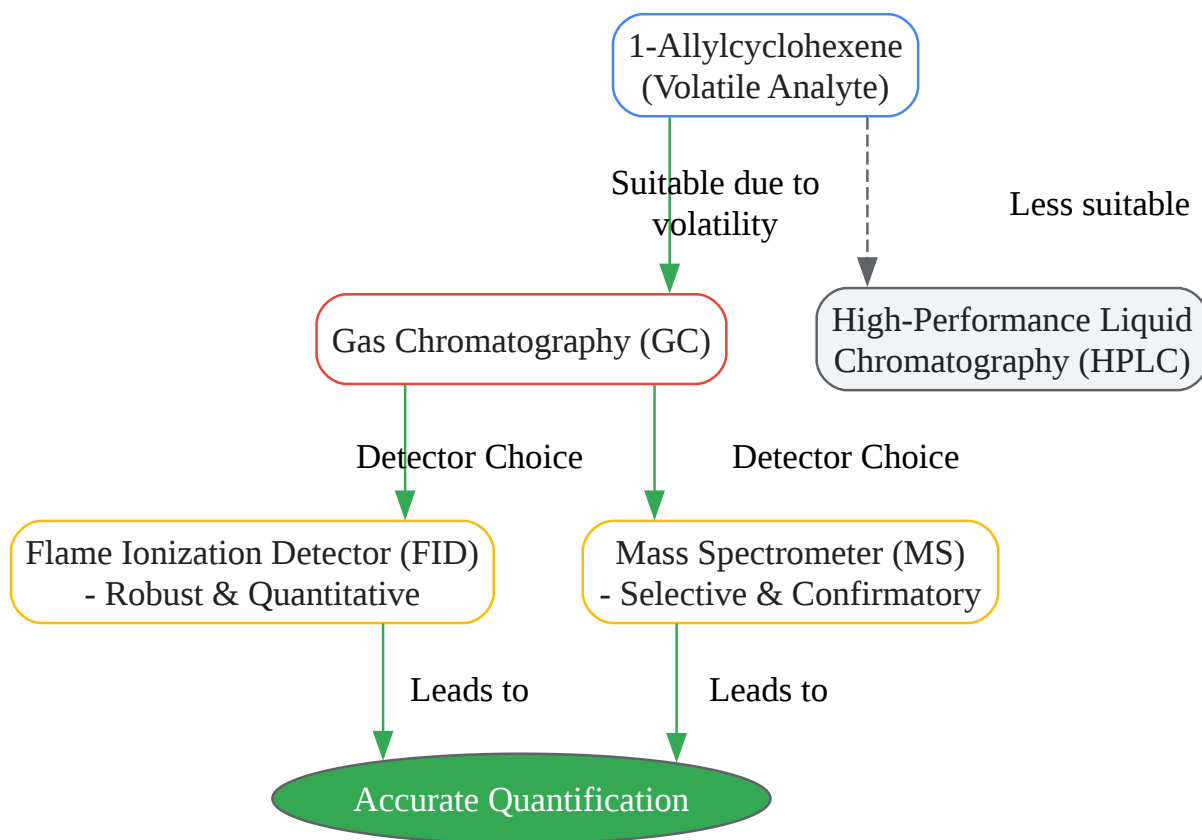 1-Allylcyclohexene
(Volatile Analyte)
Suitable due to
volatility
Less suitable
Gas Chromatography (GC)
High-Performance Liquid
Chromatography (HPLC)
Detector Choice
Detector Choice
Flame Ionization Detector (FID)
- Robust & Quantitative
Mass Spectrometer (MS)
- Selective & Confirmatory
Leads to
Leads to
Accurate Quantification